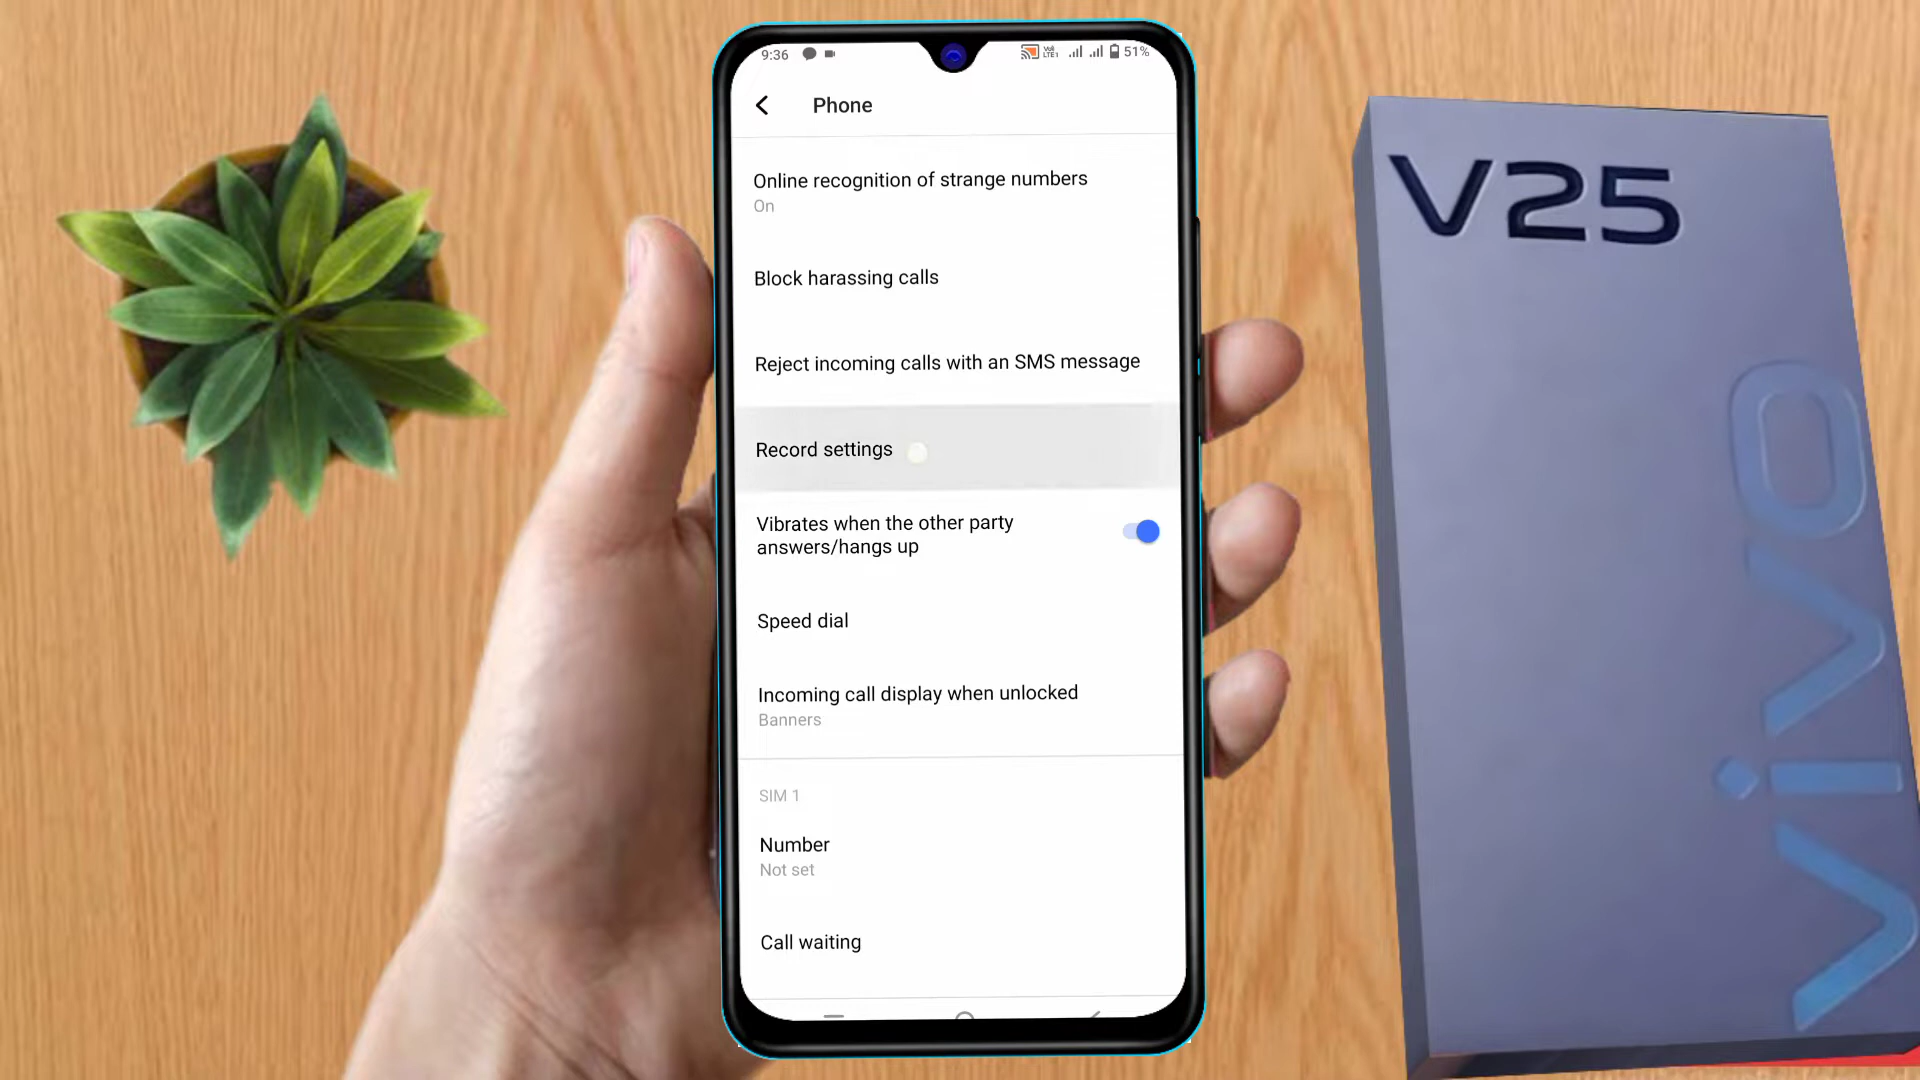 9:36
VoI
LTE1
51%
Phone
Online recognition of strange numbers
On
Block harassing calls
Reject incoming calls with an SMS message
Record settings
Vibrates when the other party
answers/hangs up
Speed dial
Incoming call display when unlocked
Banners
SIM 1
Number
Not set
Call waiting
V25
vivo